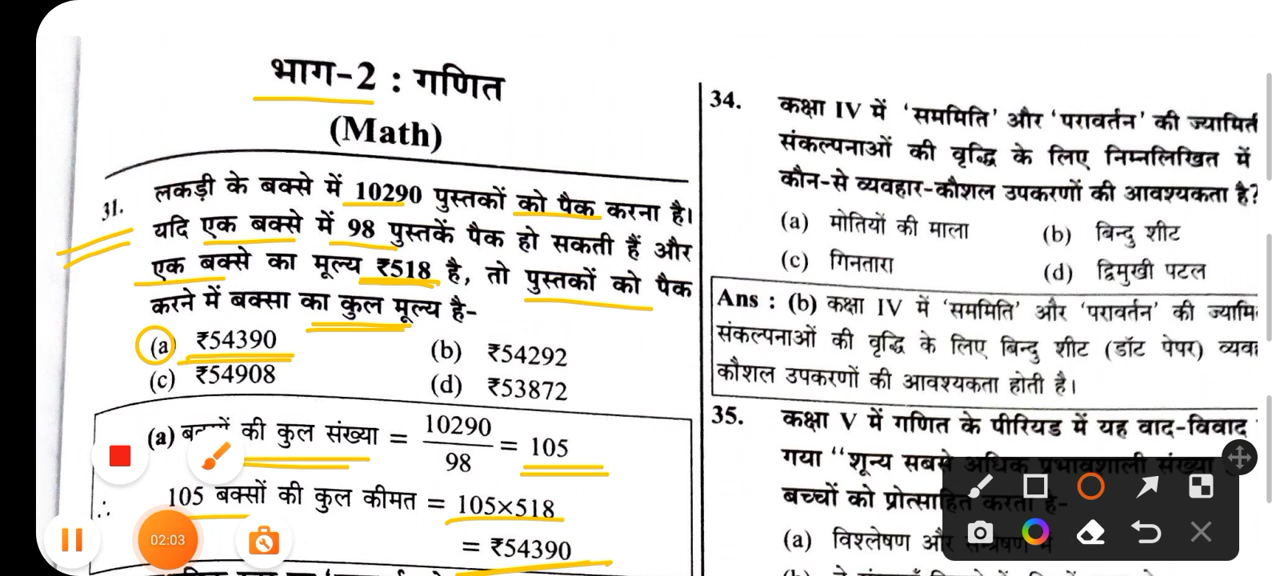 भाग-2 : गणित
(Math)
31. लकड़ी के बक्से में 10290 पुस्तकों को पैक करना है।
यदि एक बक्से में 98 पुस्तकें पैक हो सकती हैं और
एक बक्से का मूल्य ₹518 है, तो पुस्तकों को पैक
करने में बक्सा का कुल मूल्य है-
(a) ₹54390
(b) ₹54292
(c) ₹54908
(d) ₹53872
(a) की कुल संख्या = 10290
98
= 105
∴ 105 बक्सों की कुल कीमत = 105×518
= ₹54390
34. कक्षा IV में ‘सममिति’ और ‘परावर्तन’ की ज्यामित
संकल्पनाओं की वृद्धि के लिए निम्नलिखित में
कौन-से व्यवहार-कौशल उपकरणों की आवश्यकता है?
(a) मोतियों की माला
(b) बिन्दु शीट
(c) गिनतारा
(d) द्विमुखी पटल
Ans : (b) कक्षा IV में ‘सममिति’ और ‘परावर्तन’ की ज्यामि
संकल्पनाओं की वृद्धि के लिए बिन्दु शीट (डॉट पेपर) व्यव
कौशल उपकरणों की आवश्यकता होती है।
35. कक्षा V में गणित के पीरियड में यह वाद-विवाद
गया “शून्य सबसे अधिक प्रभावशाली संख्या
बच्चों को प्रोत्साहित करता है-
(a) विश्लेषण और में
02:03